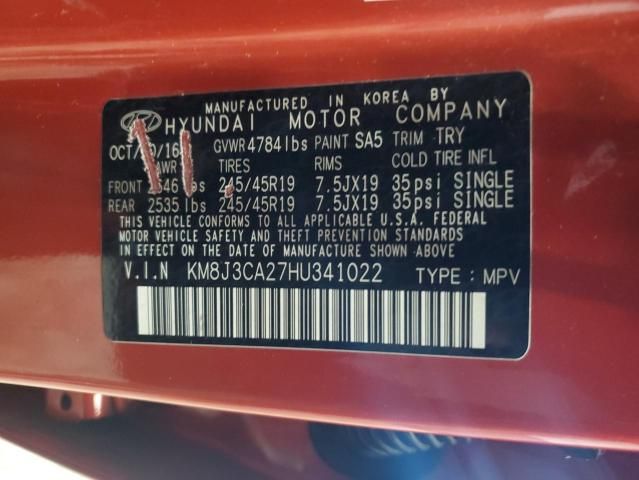 MANUFACTURED IN KOREA BY
HYUNDAI MOTOR COMPANY
GVWR 4784lbs PAINT SA5 TRIM TRY
TIRES RIMS COLD TIRE INFL
FRONT 245/45R19 7.5JX19 35psi SINGLE
REAR 2535lbs 245/45R19 7.5JX19 35psi SINGLE
THIS VEHICLE CONFORMS TO ALL APPLICABLE U.S.A. FEDERAL
MOTOR VEHICLE SAFETY AND THEFT PREVENTION STANDARDS
IN EFFECT ON THE DATE OF MANUFACTURE SHOWN ABOVE.
V.I.N KM8J3CA27HU341022 TYPE : MPV